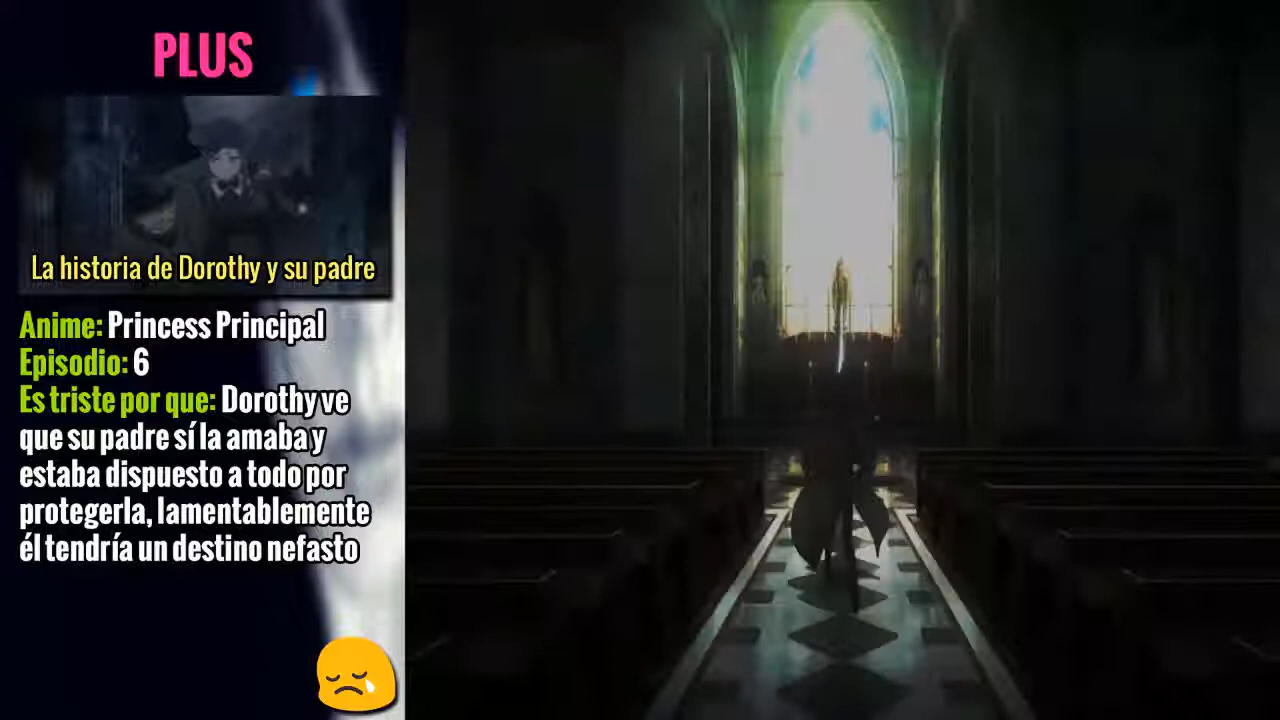 PLUS
La historia de Dorothy y su padre
Anime: Princess Principal
Episodio: 6
Es triste por que: Dorothy ve
que su padre sí la amaba y
estaba dispuesto a todo por
protegerla, lamentablemente
él tendría un destino nefasto